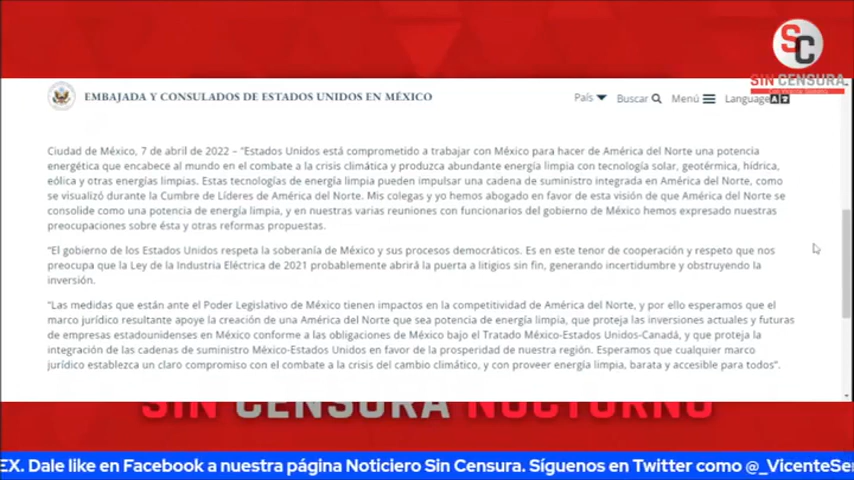 SC
SIN CENSURA
EMBAJADA Y CONSULADOS DE ESTADOS UNIDOS EN MÉXICO
País
Buscar
Menú
Language
Ciudad de México, 7 de abril de 2022 – "Estados Unidos está comprometido a trabajar con México para hacer de América del Norte una potencia
energética que encabece al mundo en el combate a la crisis climática y produzca abundante energía limpia con tecnología solar, geotérmica, hídrica,
eólica y otras energías limpias. Estas tecnologías de energía limpia pueden impulsar una cadena de suministro integrada en América del Norte, como
se visualizó durante la Cumbre de Líderes de América del Norte. Mis colegas y yo hemos abogado en favor de esta visión de que América del Norte se
consolide como una potencia de energía limpia, y en nuestras varias reuniones con funcionarios del gobierno de México hemos expresado nuestras
preocupaciones sobre ésta y otras reformas propuestas.
"El gobierno de los Estados Unidos respeta la soberanía de México y sus procesos democráticos. Es en este tenor de cooperación y respeto que nos
preocupa que la Ley de la Industria Eléctrica de 2021 probablemente abrirá la puerta a litigios sin fin, generando incertidumbre y obstruyendo la
inversión.
"Las medidas que están ante el Poder Legislativo de México tienen impactos en la competitividad de América del Norte, y por ello esperamos que el
marco jurídico resultante apoye la creación de una América del Norte que sea potencia de energía limpia, que proteja las inversiones actuales y futuras
de empresas estadounidenses en México conforme a las obligaciones de México bajo el Tratado México-Estados Unidos-Canadá, y que proteja la
integración de las cadenas de suministro México-Estados Unidos en favor de la prosperidad de nuestra región. Esperamos que cualquier marco
jurídico establezca un claro compromiso con el combate a la crisis del cambio climático, y con proveer energía limpia, barata y accesible para todos".
SIN CENSURA NOCTURNO
EX. Dale like en Facebook a nuestra página Noticiero Sin Censura. Síguenos en Twitter como @_VicenteSer